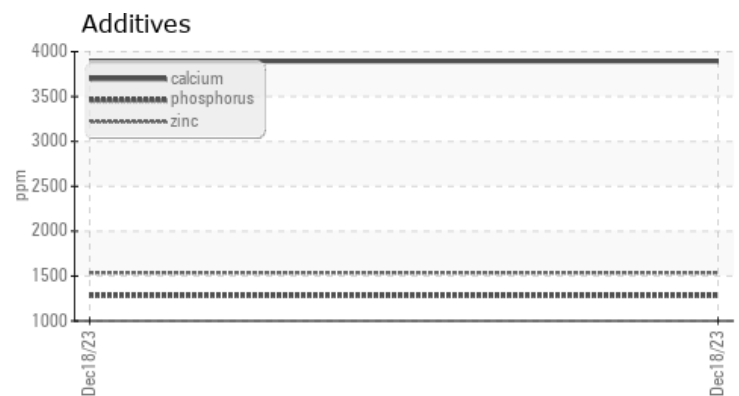 Additives
4000
3500
3000
2500
2000
1500
1000
ppm
calcium
phosphorus
zinc
Dec18/23
Dec18/23